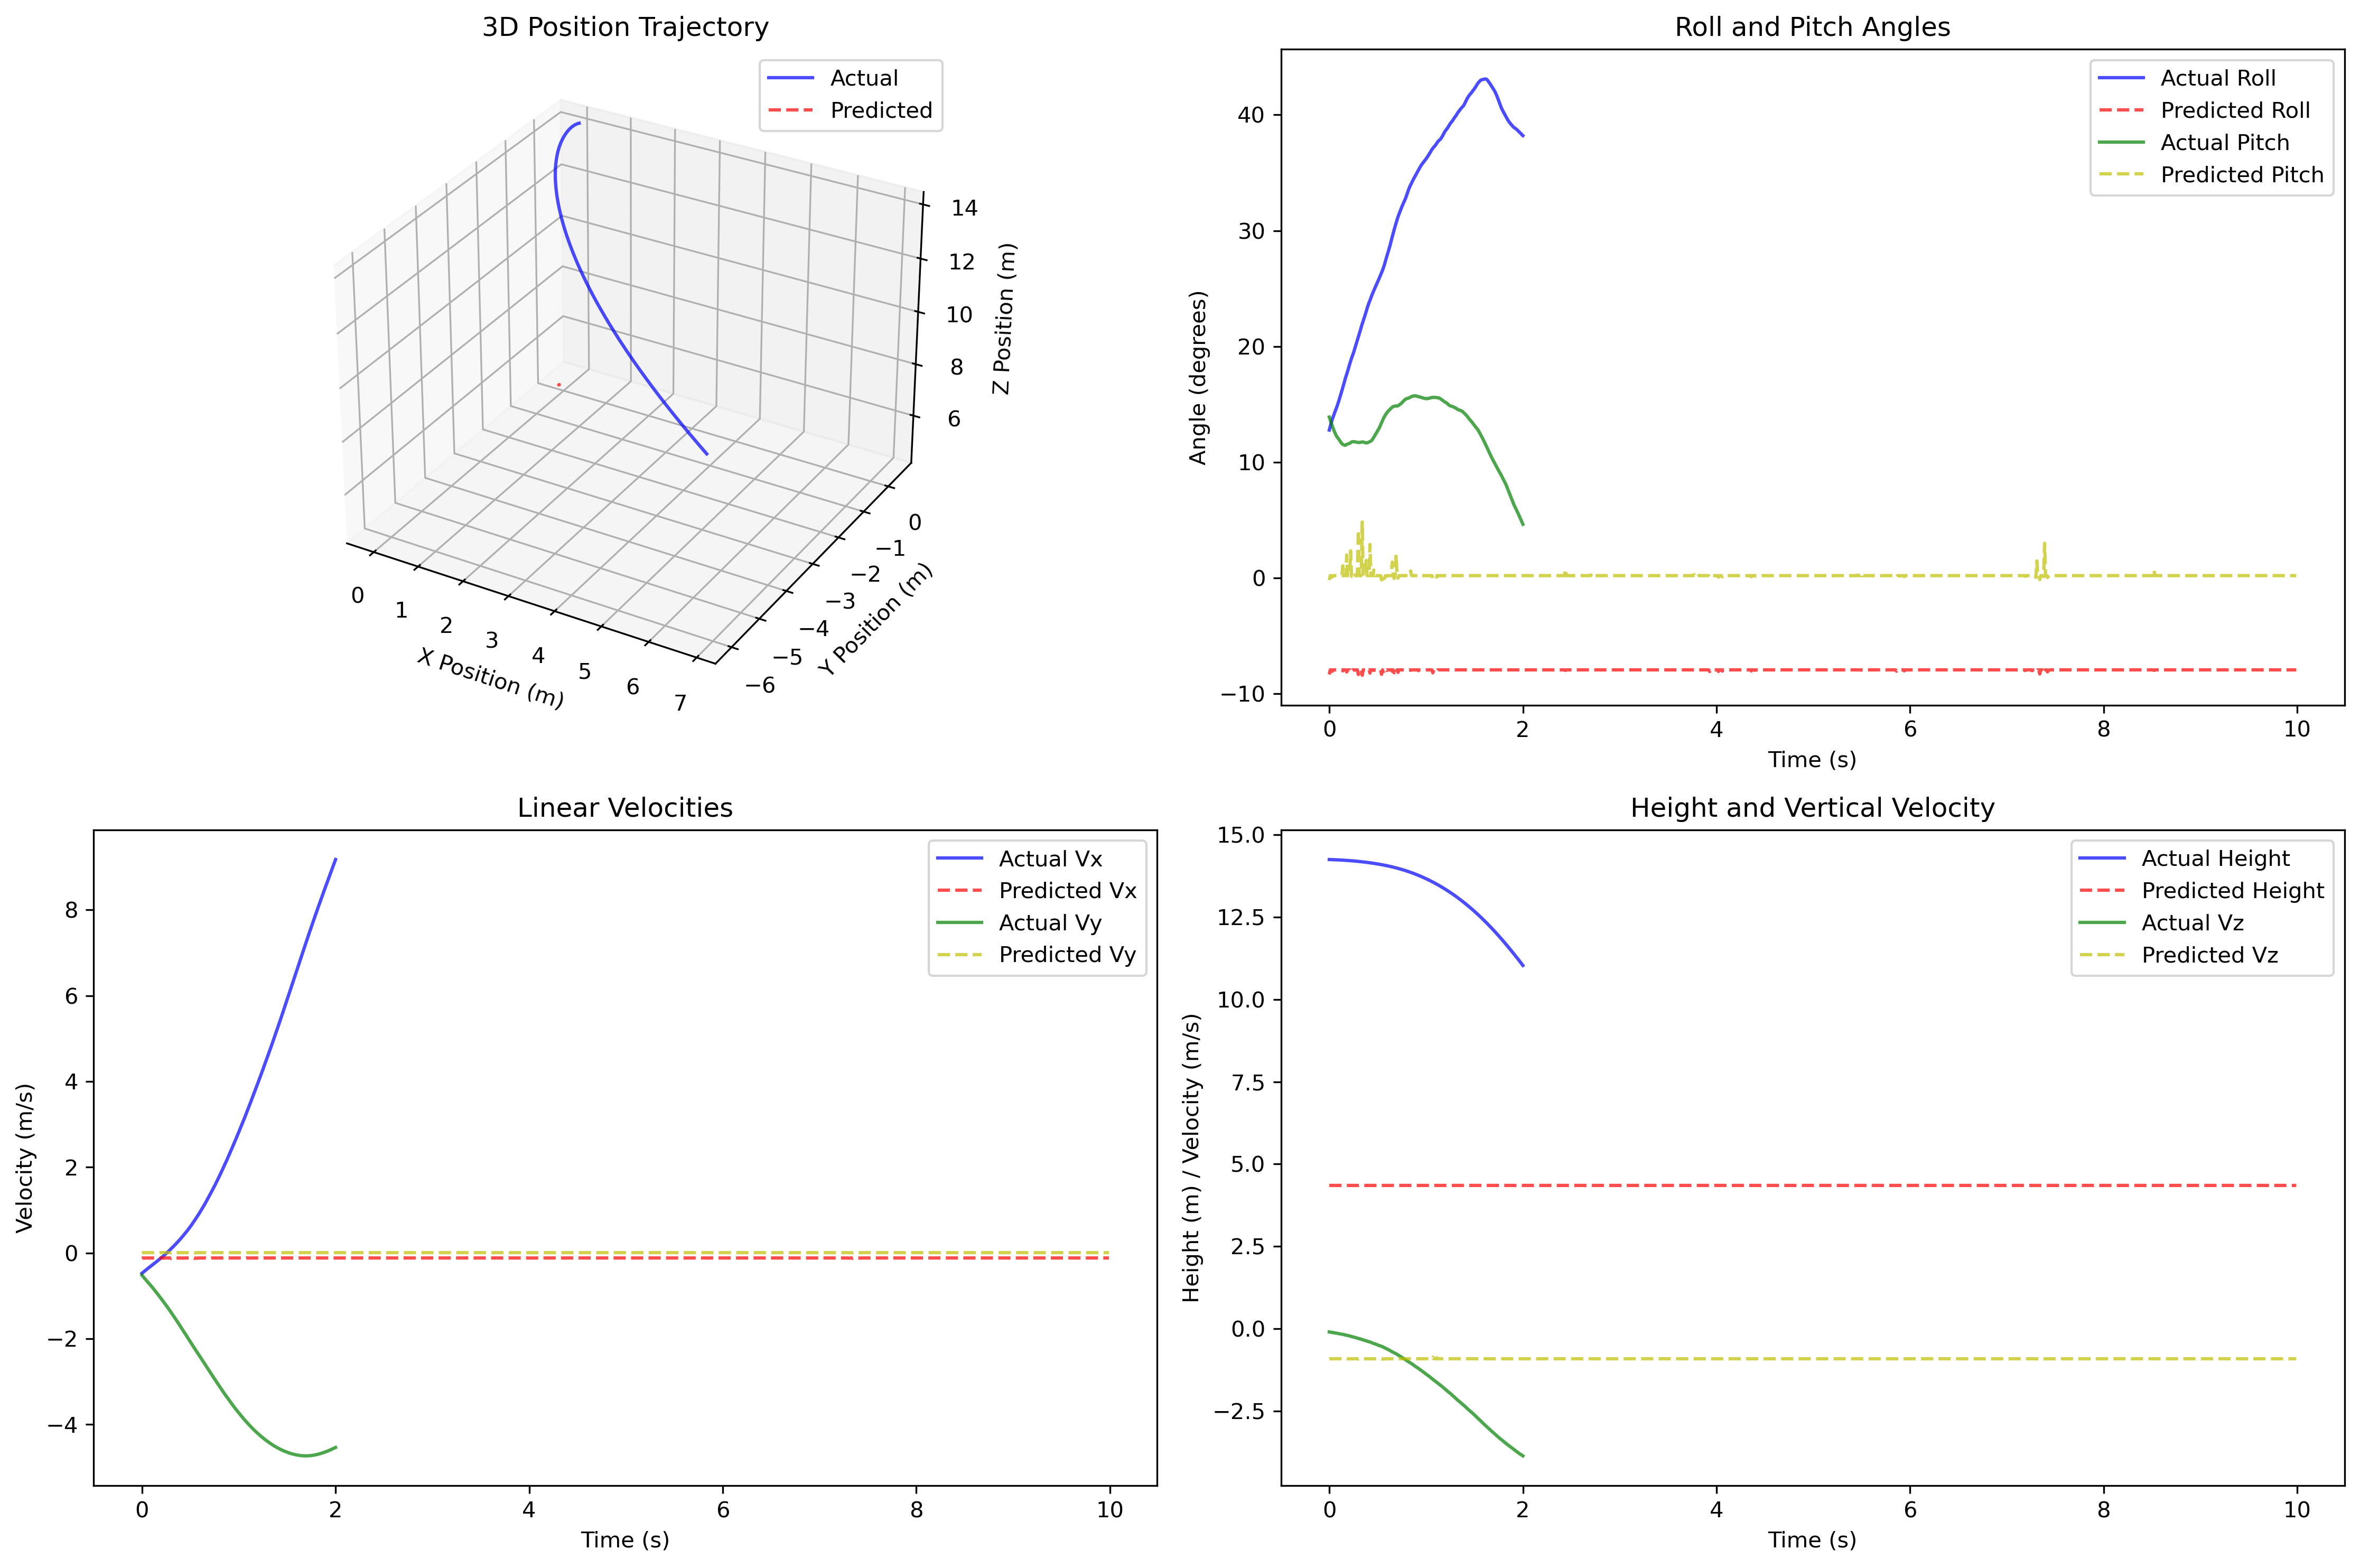 3D Position Trajectory
Actual
Predicted
14
12
10
8
6
Z Position (m)
0
−1
−2
−3
−4
−5
−6
Y Position (m)
0
1
2
3
4
5
6
7
X Position (m)
Roll and Pitch Angles
Actual Roll
Predicted Roll
Actual Pitch
Predicted Pitch
40
30
20
10
0
−10
Angle (degrees)
0
2
4
6
8
10
Time (s)
Linear Velocities
Actual Vx
Predicted Vx
Actual Vy
Predicted Vy
8
6
4
2
0
−2
−4
Velocity (m/s)
0
2
4
6
8
10
Time (s)
Height and Vertical Velocity
Actual Height
Predicted Height
Actual Vz
Predicted Vz
15.0
12.5
10.0
7.5
5.0
2.5
0.0
−2.5
Height (m) / Velocity (m/s)
0
2
4
6
8
10
Time (s)